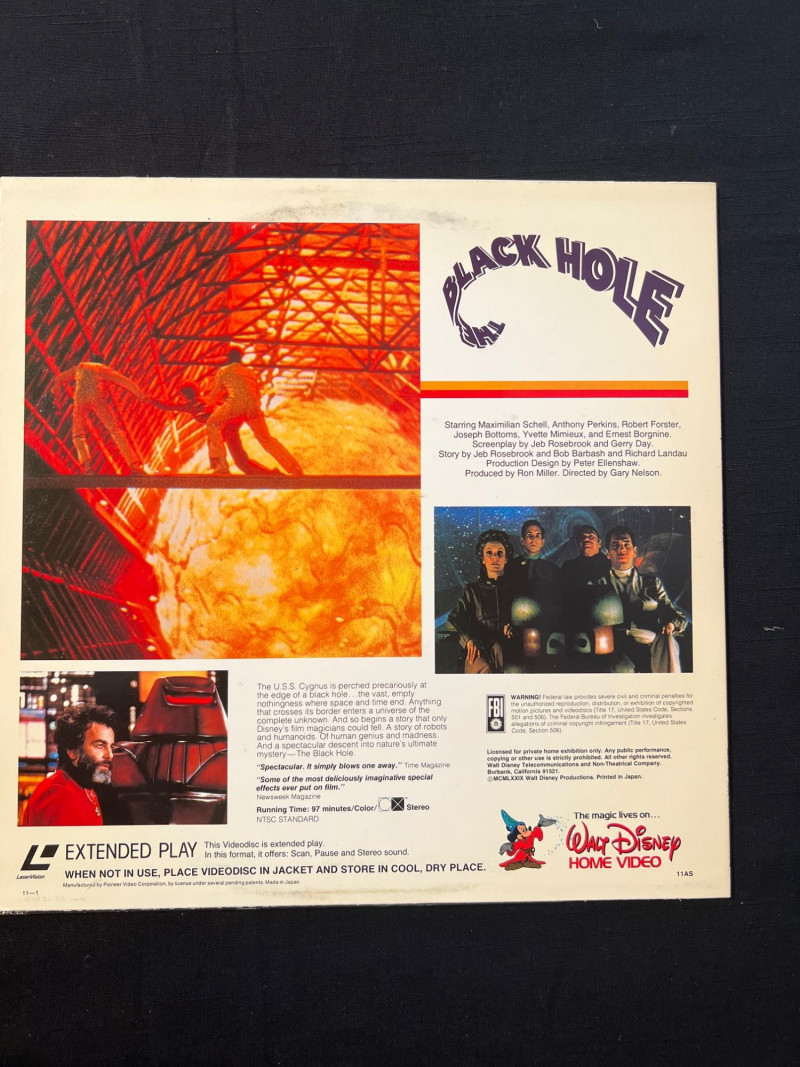 THE BLACK HOLE
Starring Maximilian Schell, Anthony Perkins, Robert Forster,
Joseph Bottoms, Yvette Mimieux, and Ernest Borgnine.
Screenplay by Jeb Rosebrook and Gerry Day.
Story by Jeb Rosebrook and Bob Barbash and Richard Landau
Production Design by Peter Ellenshaw.
Produced by Ron Miller. Directed by Gary Nelson.
The U.S.S. Cygnus is perched precariously at
the edge of a black hole...the vast, empty
nothingness where space and time end. Anything
that crosses its border enters a universe of the
complete unknown. And so begins a story that only
Disney's film magicians could tell. A story of robots
and humanoids. Of human genius and madness.
And a spectacular descent into nature's ultimate
mystery—The Black Hole.
"Spectacular. It simply blows one away." Time Magazine
"Some of the most deliciously imaginative special
effects ever put on film."
Newsweek Magazine
Running Time: 97 minutes/Color/CX Stereo
NTSC STANDARD
FBI
WARNING! Federal law provides severe civil and criminal penalties for
the unauthorized reproduction, distribution, or exhibition of copyrighted
motion pictures and videodiscs (Title 17, United States Code, Sections
501 and 506). The Federal Bureau of Investigation investigates
allegations of criminal copyright infringement (Title 17, United States
Code, Section 506).
Licensed for private home exhibition only. Any public performance,
copying or other use is strictly prohibited. All other rights reserved.
Walt Disney Telecommunications and Non-Theatrical Company.
Burbank, California 91521.
©MCMLXXIX Walt Disney Productions. Printed in Japan.
The magic lives on...
Walt Disney
HOME VIDEO
11AS
LaserVision
EXTENDED PLAY
This Videodisc is extended play.
In this format, it offers: Scan, Pause and Stereo sound.
WHEN NOT IN USE, PLACE VIDEODISC IN JACKET AND STORE IN COOL, DRY PLACE.
Manufactured by Pioneer Video Corporation, by license under several pending patents. Made in Japan.
11—1